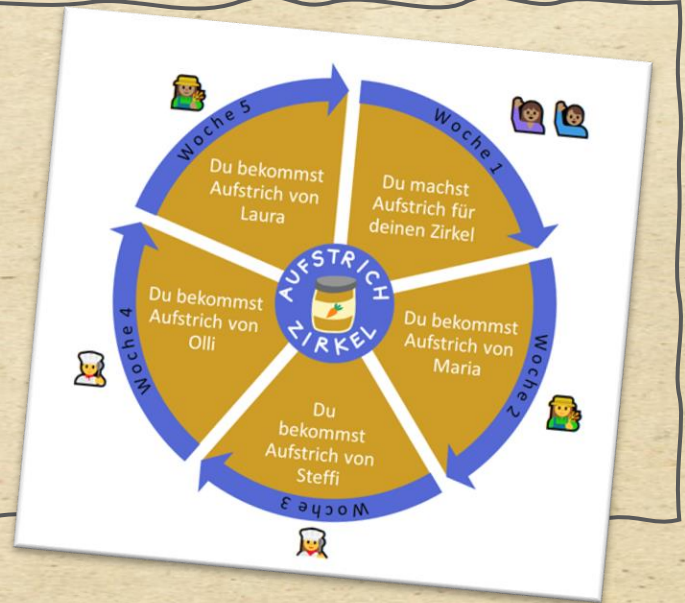 Woche 1
Du machst
Aufstrich für
deinen Zirkel
Woche 2
Du bekommst
Aufstrich von
Maria
Woche 3
Du
bekommst
Aufstrich von
Steffi
Woche 4
Du bekommst
Aufstrich von
Olli
Woche 5
Du bekommst
Aufstrich von
Laura
AUFSTRICH
ZIRKEL